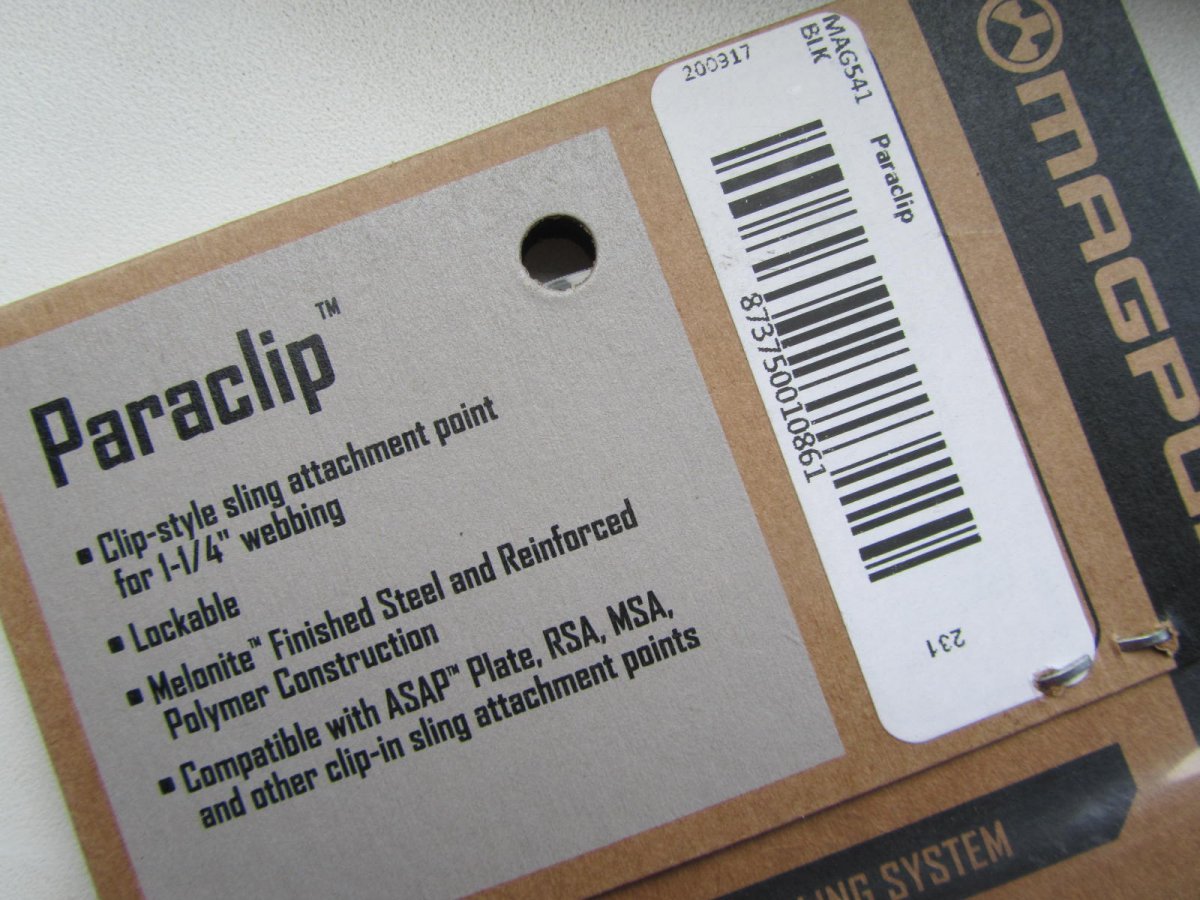 Paraclip™
▪ Clip-style sling attachment point
for 1-1/4" webbing
▪ Lockable
▪ Melonite™ Finished Steel and Reinforced
Polymer Construction
▪ Compatible with ASAP™ Plate, RSA, MSA,
and other clip-in sling attachment points
200317
MAG541 Paraclip
BLK
873750010861
231
MAGPUL
LING SYSTEM